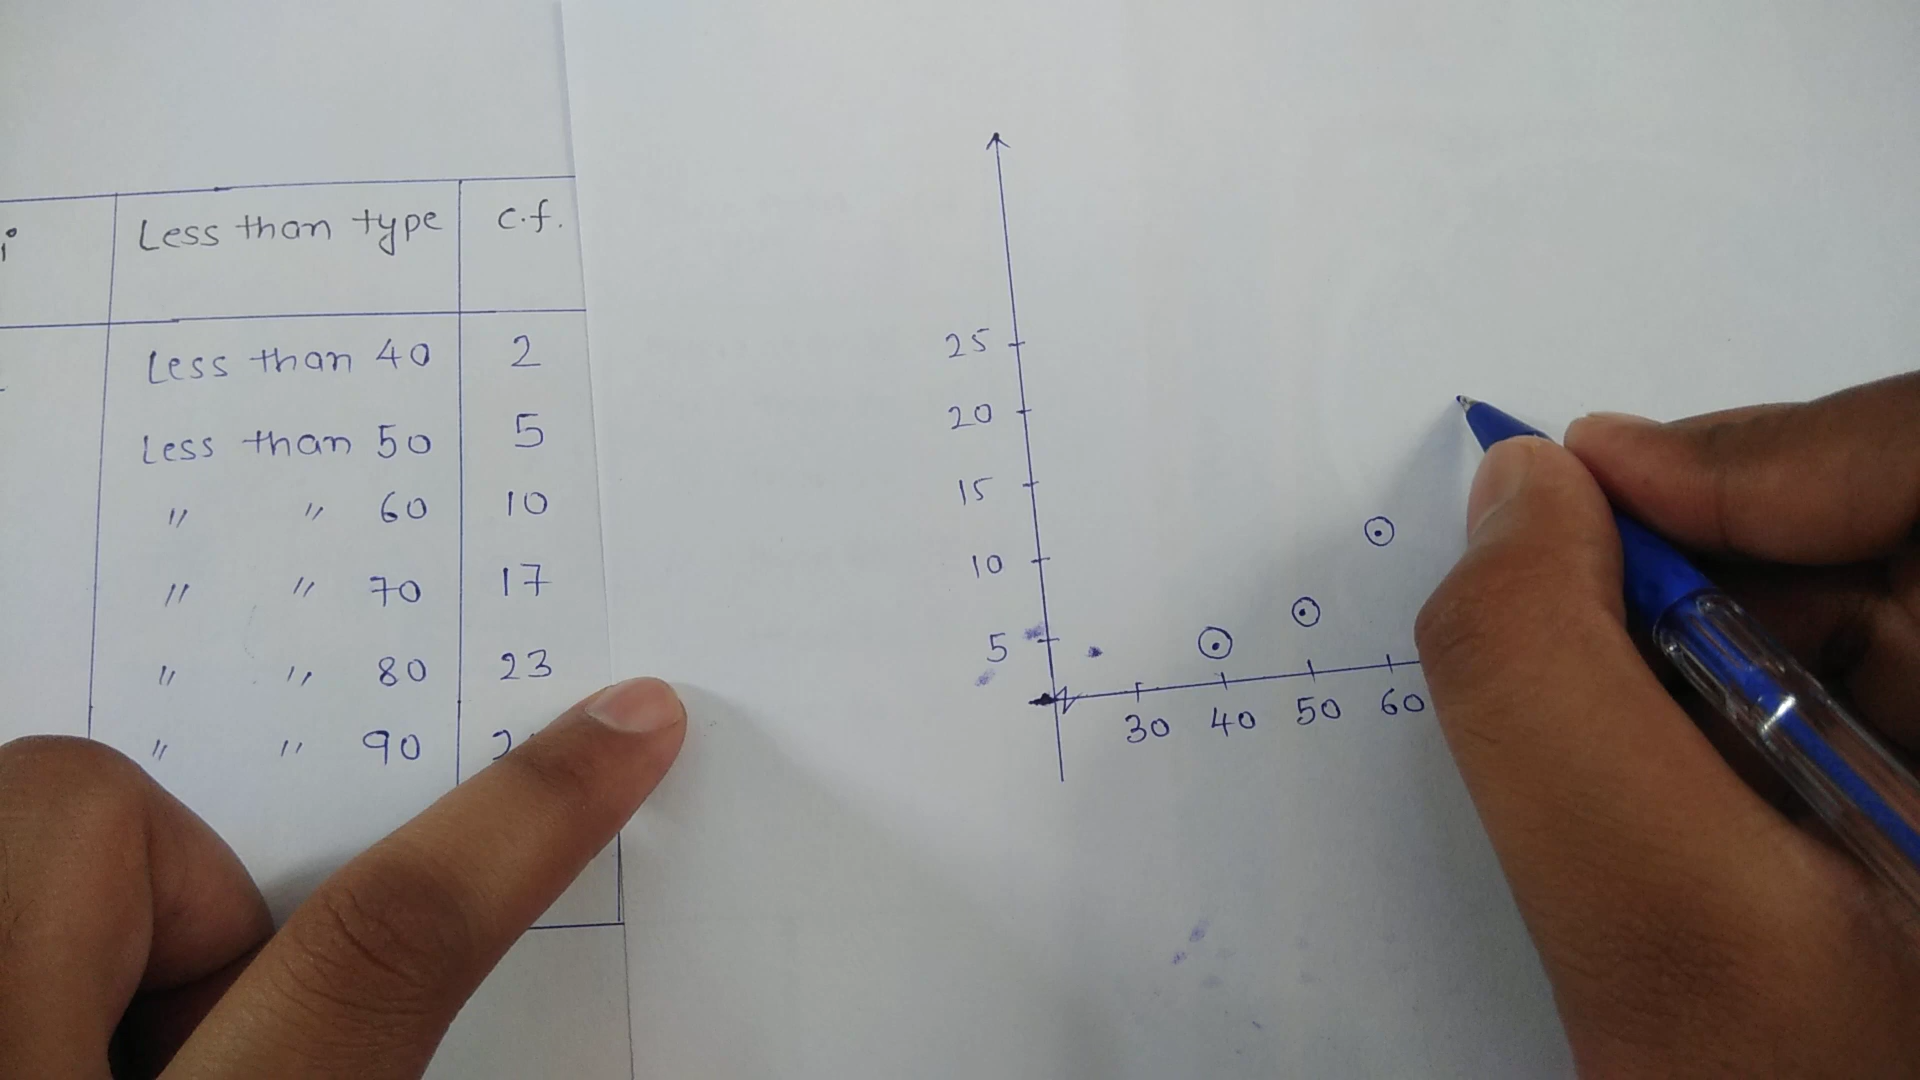 Less than type c.f.
Less than 40 2
Less than 50 5
" " 60 10
" " 70 17
" " 80 23
" " 90
25
20
15
10
5
30 40 50 60